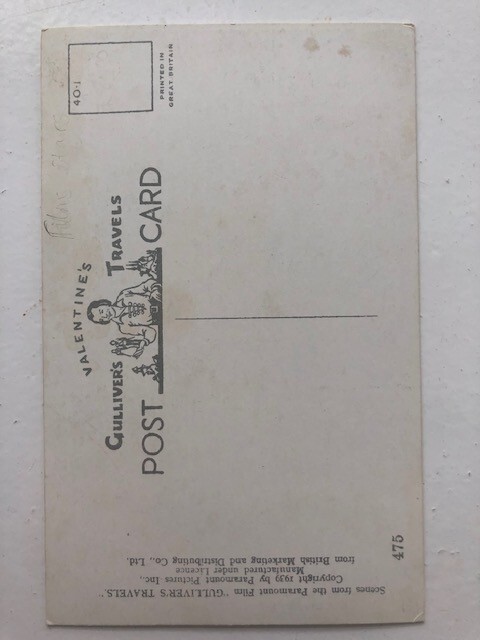 VALENTINE'S
GULLIVER'S TRAVELS
POST CARD
40-1
PRINTED IN
GREAT BRITAIN
Scenes from the Paramount Film "GULLIVER'S TRAVELS."
Copyright 1939 by Paramount Pictures Inc.,
Manufactured under Licence
from British Marketing and Distributing Co., Ltd.
475